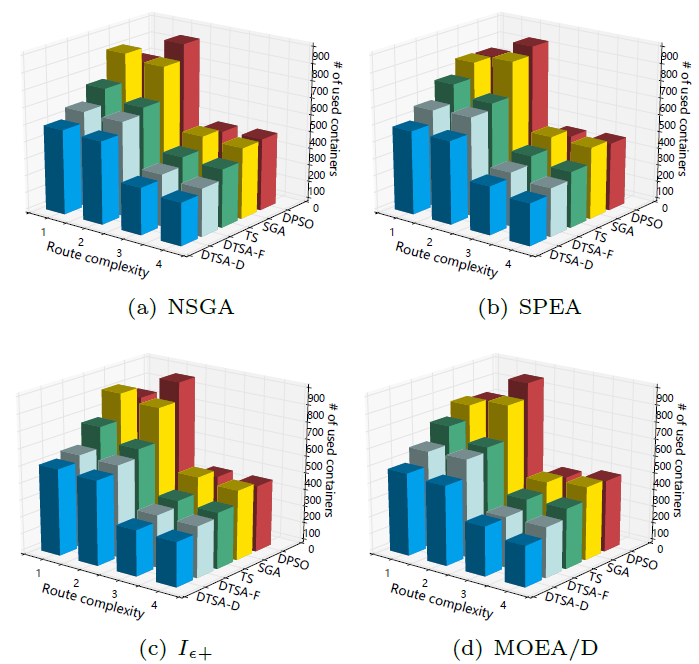 900
800
700
600
500
400
300
200
100
0
# of used containers
1
2
3
4
Route complexity
DTSA-D
DTSA-F
TS
SGA
DPSO
(a) NSGA
900
800
700
600
500
400
300
200
100
0
# of used containers
1
2
3
4
Route complexity
DTSA-D
DTSA-F
TS
SGA
DPSO
(b) SPEA
900
800
700
600
500
400
300
200
100
0
# of used containers
1
2
3
4
Route complexity
DTSA-D
DTSA-F
TS
SGA
DPSO
(c) Iϵ+
900
800
700
600
500
400
300
200
100
0
# of used containers
1
2
3
4
Route complexity
DTSA-D
DTSA-F
TS
SGA
DPSO
(d) MOEA/D